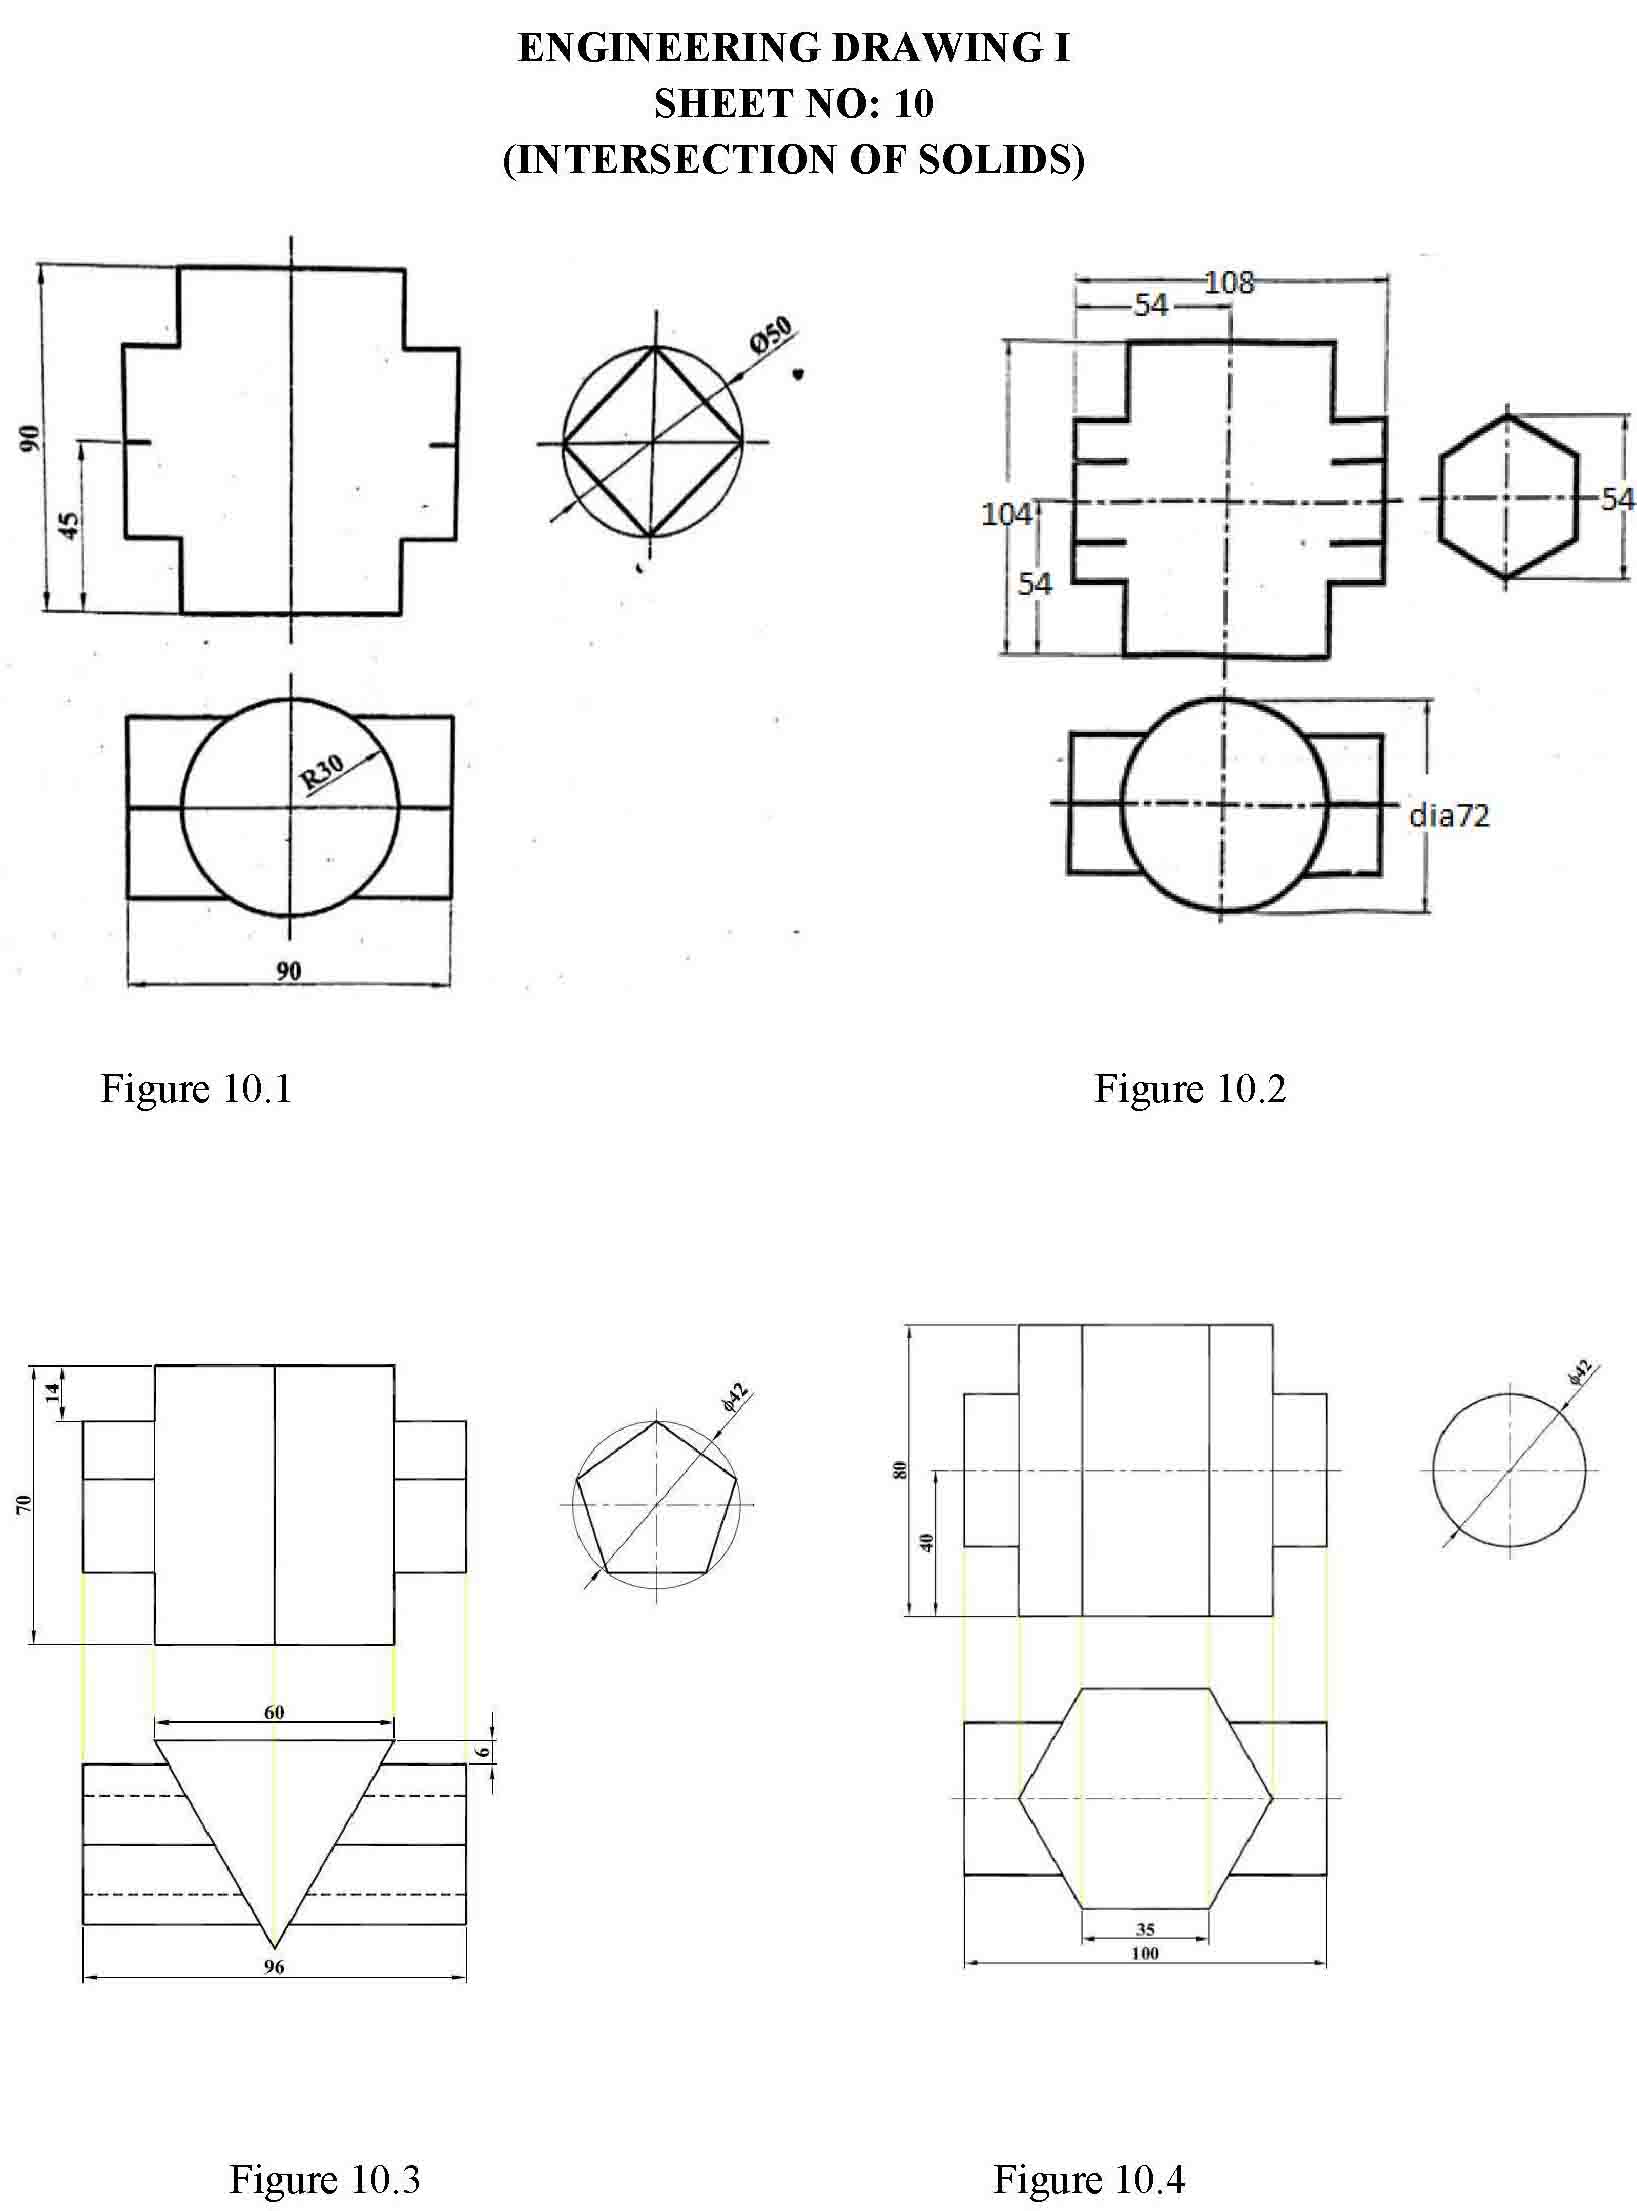 ENGINEERING DRAWING I
SHEET NO: 10
(INTERSECTION OF SOLIDS)
90
45
Ø50
R30
90
Figure 10.1
108
54
104
54
54
dia72
Figure 10.2
14
70
ϕ42
60
6
96
Figure 10.3
80
40
ϕ42
35
100
Figure 10.4